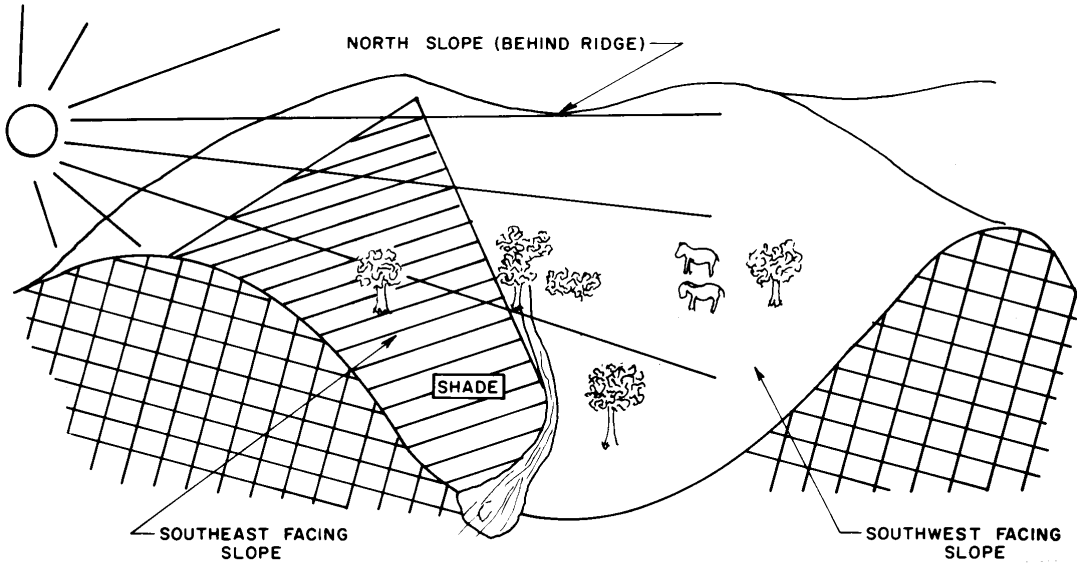 NORTH SLOPE (BEHIND RIDGE)
SHADE
SOUTHEAST FACING
SLOPE
SOUTHWEST FACING
SLOPE